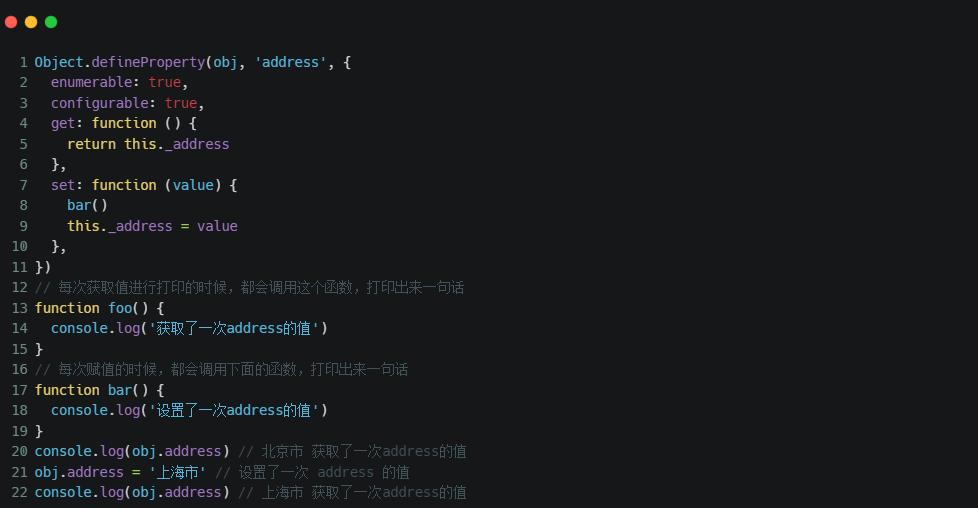 1 Object.defineProperty(obj, 'address', {
2   enumerable: true,
3   configurable: true,
4   get: function () {
5     return this._address
6   },
7   set: function (value) {
8     bar()
9     this._address = value
10   },
11 })
12 // 每次获取值进行打印的时候，都会调用这个函数，打印出来一句话
13 function foo() {
14   console.log('获取了一次address的值')
15 }
16 // 每次赋值的时候，都会调用下面的函数，打印出来一句话
17 function bar() {
18   console.log('设置了一次address的值')
19 }
20 console.log(obj.address) // 北京市 获取了一次address的值
21 obj.address = '上海市' // 设置了一次 address 的值
22 console.log(obj.address) // 上海市 获取了一次address的值